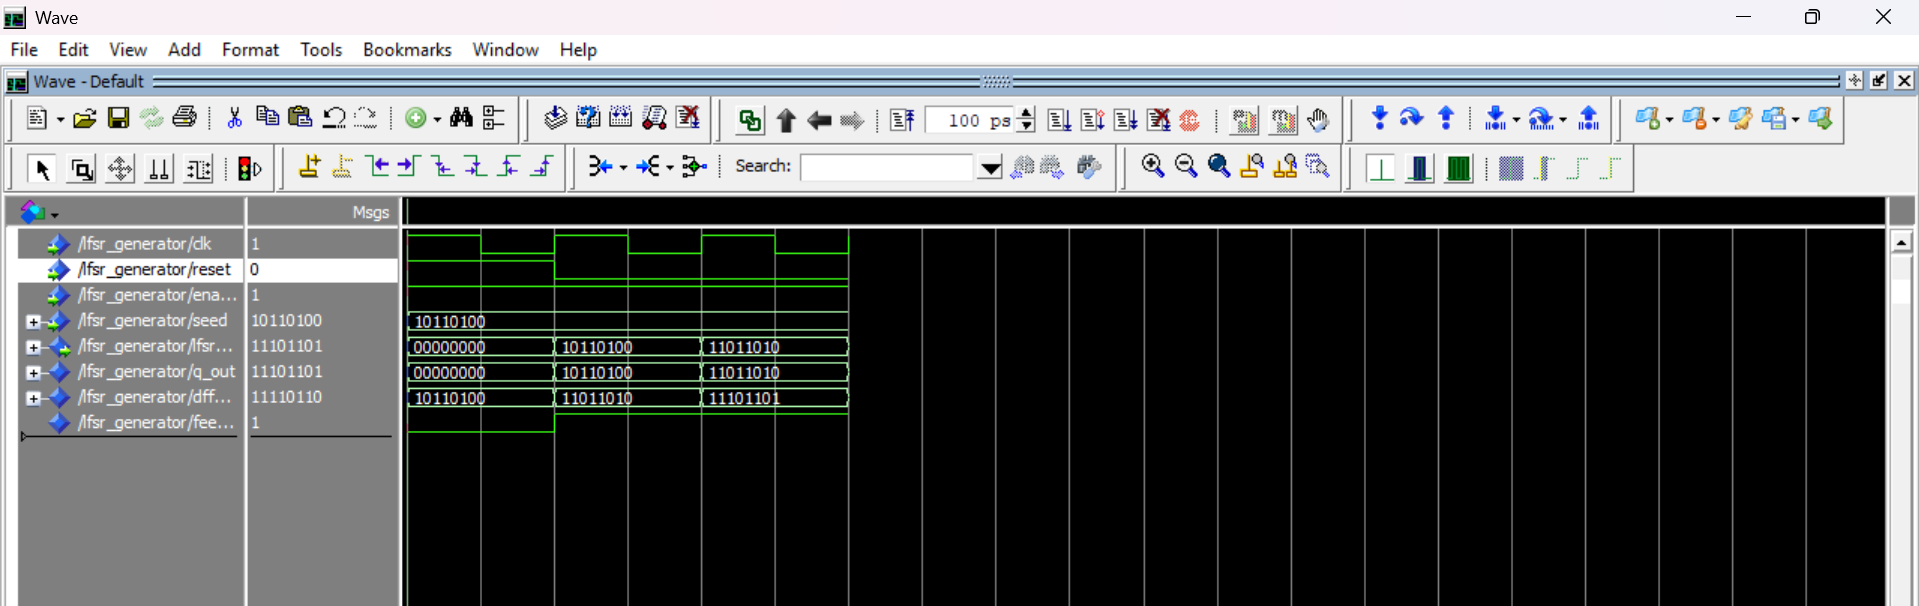 Wave
File Edit View Add Format Tools Bookmarks Window Help
Wave - Default
100 ps
Search:
Msgs
/lfsr_generator/clk 1
/lfsr_generator/reset 0
/lfsr_generator/ena... 1
/lfsr_generator/seed 10110100 10110100
/lfsr_generator/lfsr... 11101101 00000000 10110100 11011010
/lfsr_generator/q_out 11101101 00000000 10110100 11011010
/lfsr_generator/dff... 11110110 10110100 11011010 11101101
/lfsr_generator/fee... 1